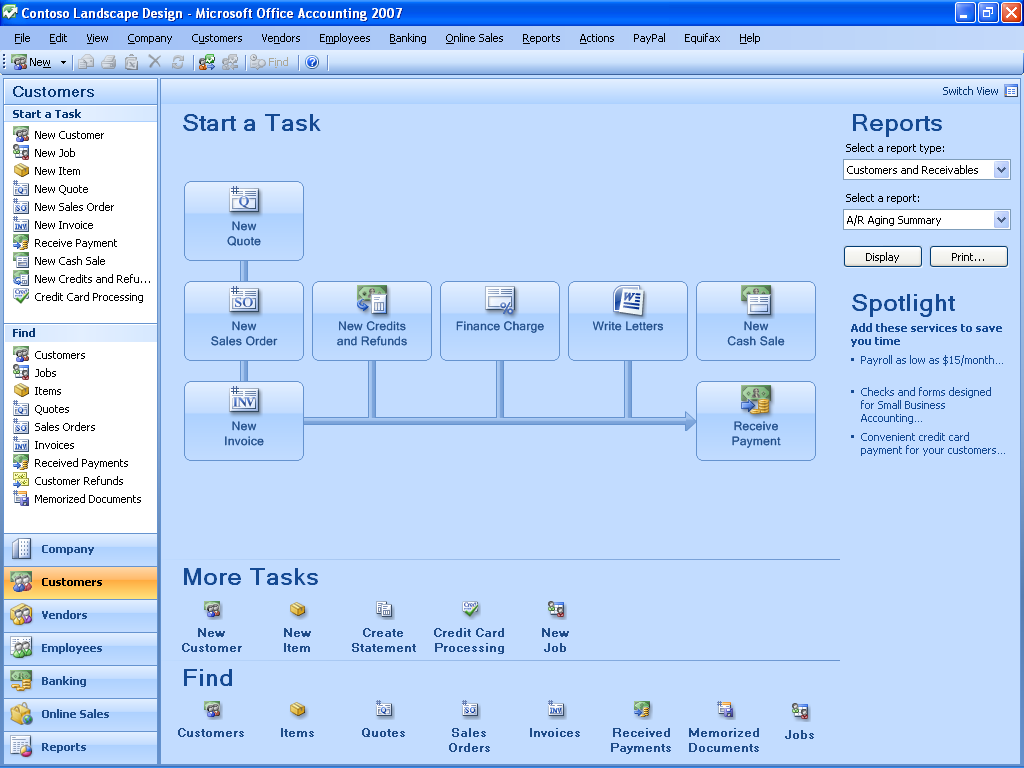 Contoso Landscape Design - Microsoft Office Accounting 2007
File Edit View Company Customers Vendors Employees Banking Online Sales Reports Actions PayPal Equifax Help
New Find
Customers
Start a Task
New Customer
New Job
New Item
New Quote
New Sales Order
New Invoice
Receive Payment
New Cash Sale
New Credits and Refu...
Credit Card Processing
Find
Customers
Jobs
Items
Quotes
Sales Orders
Invoices
Received Payments
Customer Refunds
Memorized Documents
Company
Customers
Vendors
Employees
Banking
Online Sales
Reports
Switch View
Start a Task
New
Quote
New
Sales Order
New Credits
and Refunds
Finance Charge
Write Letters
New
Cash Sale
New
Invoice
Receive
Payment
More Tasks
New
Customer
New
Item
Create
Statement
Credit Card
Processing
New
Job
Find
Customers
Items
Quotes
Sales
Orders
Invoices
Received
Payments
Memorized
Documents
Jobs
Reports
Select a report type:
Customers and Receivables
Select a report:
A/R Aging Summary
Display Print...
Spotlight
Add these services to save
you time
• Payroll as low as $15/month...
• Checks and forms designed
for Small Business
Accounting...
• Convenient credit card
payment for your customers...